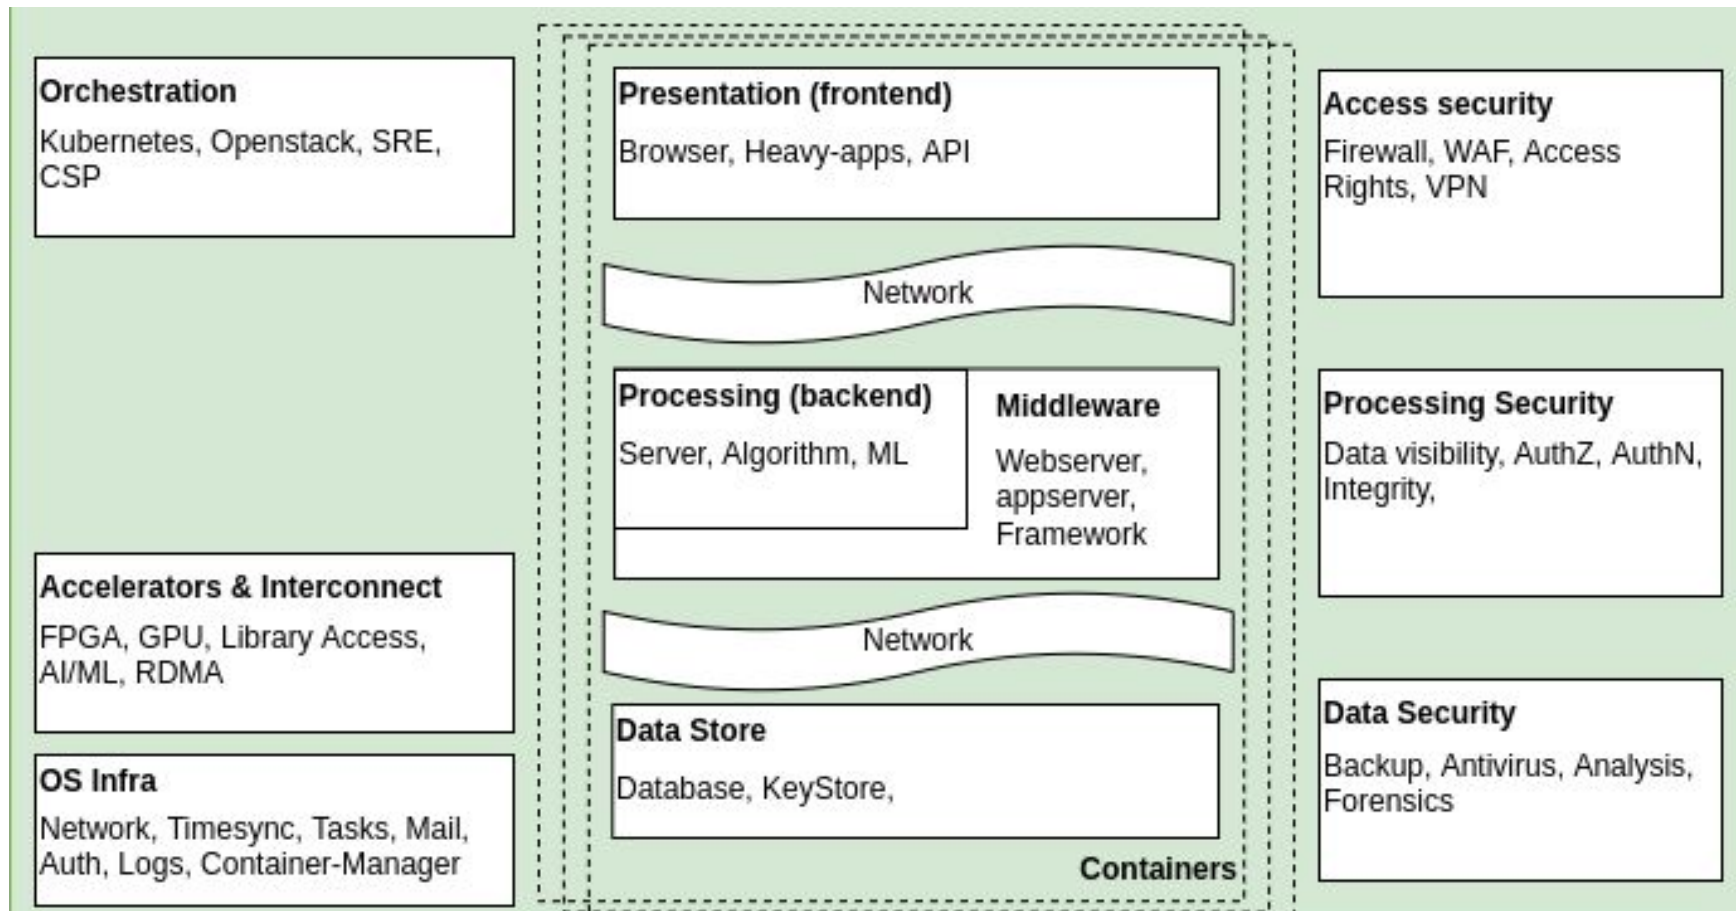 Orchestration
Kubernetes, Openstack, SRE,
CSP
Accelerators & Interconnect
FPGA, GPU, Library Access,
AI/ML, RDMA
OS Infra
Network, Timesync, Tasks, Mail,
Auth, Logs, Container-Manager
Presentation (frontend)
Browser, Heavy-apps, API
Network
Processing (backend)
Server, Algorithm, ML
Middleware
Webserver,
appserver,
Framework
Network
Data Store
Database, KeyStore,
Containers
Access security
Firewall, WAF, Access
Rights, VPN
Processing Security
Data visibility, AuthZ, AuthN,
Integrity,
Data Security
Backup, Antivirus, Analysis,
Forensics